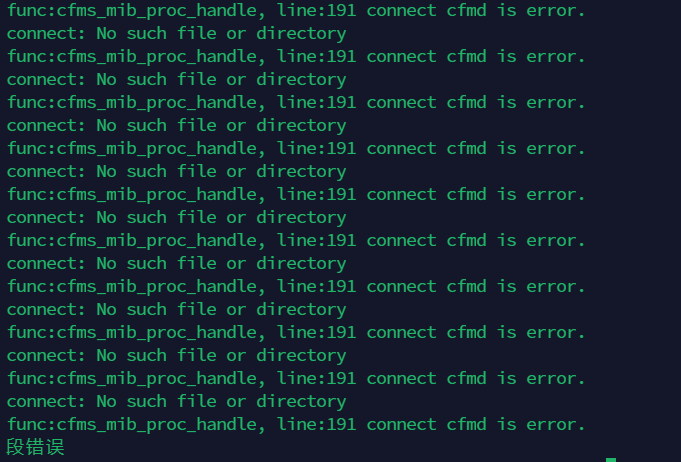 func:cfms_mib_proc_handle, line:191 connect cfmd is error.
connect: No such file or directory
func:cfms_mib_proc_handle, line:191 connect cfmd is error.
connect: No such file or directory
func:cfms_mib_proc_handle, line:191 connect cfmd is error.
connect: No such file or directory
func:cfms_mib_proc_handle, line:191 connect cfmd is error.
connect: No such file or directory
func:cfms_mib_proc_handle, line:191 connect cfmd is error.
connect: No such file or directory
func:cfms_mib_proc_handle, line:191 connect cfmd is error.
connect: No such file or directory
func:cfms_mib_proc_handle, line:191 connect cfmd is error.
connect: No such file or directory
func:cfms_mib_proc_handle, line:191 connect cfmd is error.
connect: No such file or directory
func:cfms_mib_proc_handle, line:191 connect cfmd is error.
connect: No such file or directory
func:cfms_mib_proc_handle, line:191 connect cfmd is error.
段错误